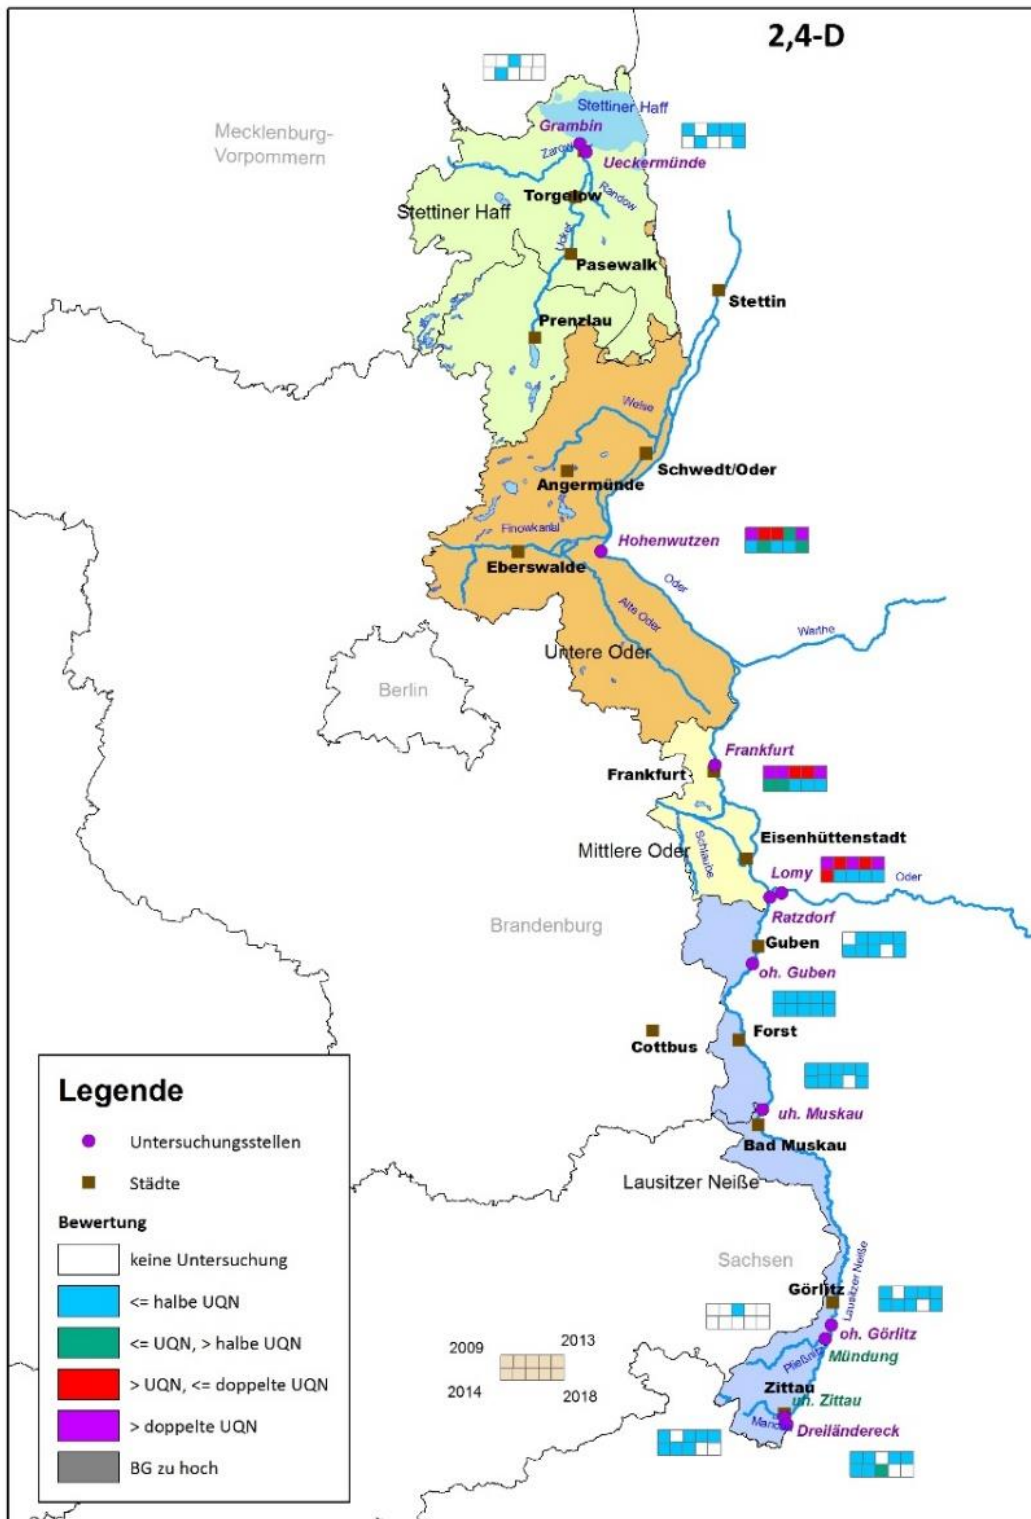 2,4-D
Mecklenburg-
Vorpommern
Stettiner Haff
Grambin
Zarow
Ueckermünde
Torgelow
Randow
Stettiner Haff
Ucker
Pasewalk
Stettin
Prenzlau
Welse
Schwedt/Oder
Angermünde
Finowkanal
Hohenwutzen
Eberswalde
Oder
Alte Oder
Warthe
Untere Oder
Berlin
Frankfurt
Frankfurt
Eisenhüttenstadt
Mittlere Oder
Schlaube
Lomy
Oder
Ratzdorf
Brandenburg
Guben
oh. Guben
Forst
Cottbus
uh. Muskau
Bad Muskau
Lausitzer Neiße
Sachsen
Lausitzer Neiße
Görlitz
oh. Görlitz
Pließnitz
Mündung
Zittau
uh. Zittau
Dreiländereck
2009
2013
2014
2018
Legende
Untersuchungsstellen
Städte
Bewertung
keine Untersuchung
<= halbe UQN
<= UQN, > halbe UQN
> UQN, <= doppelte UQN
> doppelte UQN
BG zu hoch